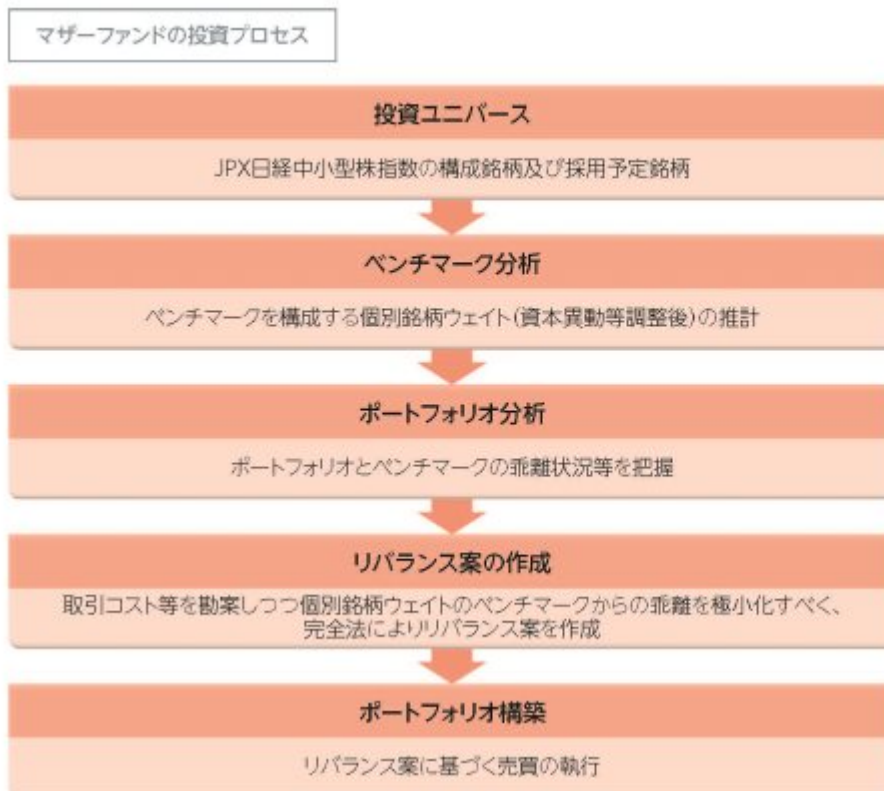 マザーファンドの投資プロセス
投資ユニバース
JPX日経中小型株指数の構成銘柄及び採用予定銘柄
ベンチマーク分析
ベンチマークを構成する個別銘柄ウェイト(資本異動等調整後)の推計
ポートフォリオ分析
ポートフォリオとベンチマークの乖離状況等を把握
リバランス案の作成
取引コスト等を勘案しつつ個別銘柄ウェイトのベンチマークからの乖離を極小化すべく、
完全法によりリバランス案を作成
ポートフォリオ構築
リバランス案に基づく売買の執行